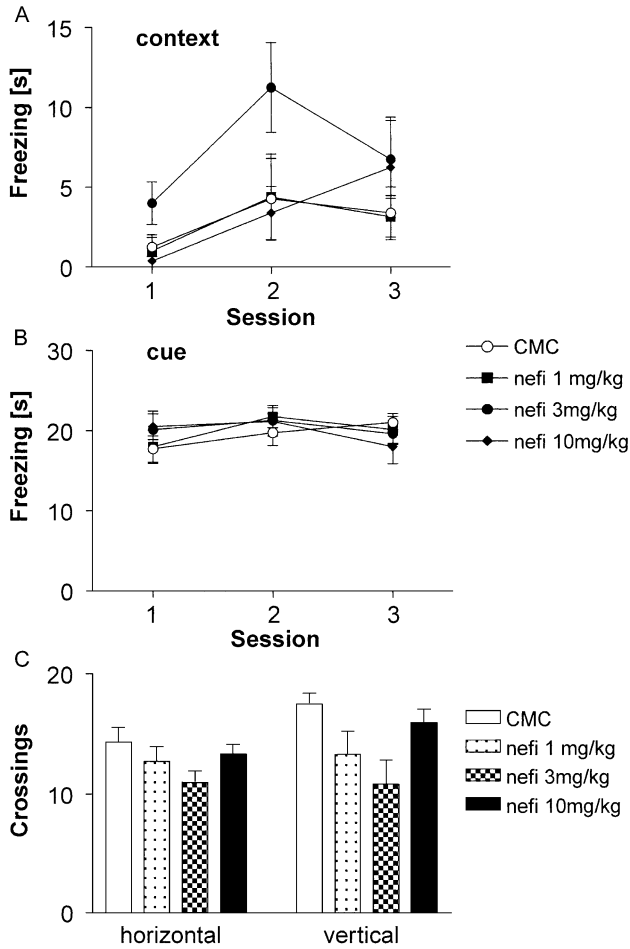 A
context
15
10
5
0
Freezing [s]
1 2 3
Session
B
cue
30
20
10
0
Freezing [s]
1 2 3
Session
CMC
nefi 1 mg/kg
nefi 3mg/kg
nefi 10mg/kg
C
20
10
0
Crossings
horizontal vertical
CMC
nefi 1 mg/kg
nefi 3mg/kg
nefi 10mg/kg